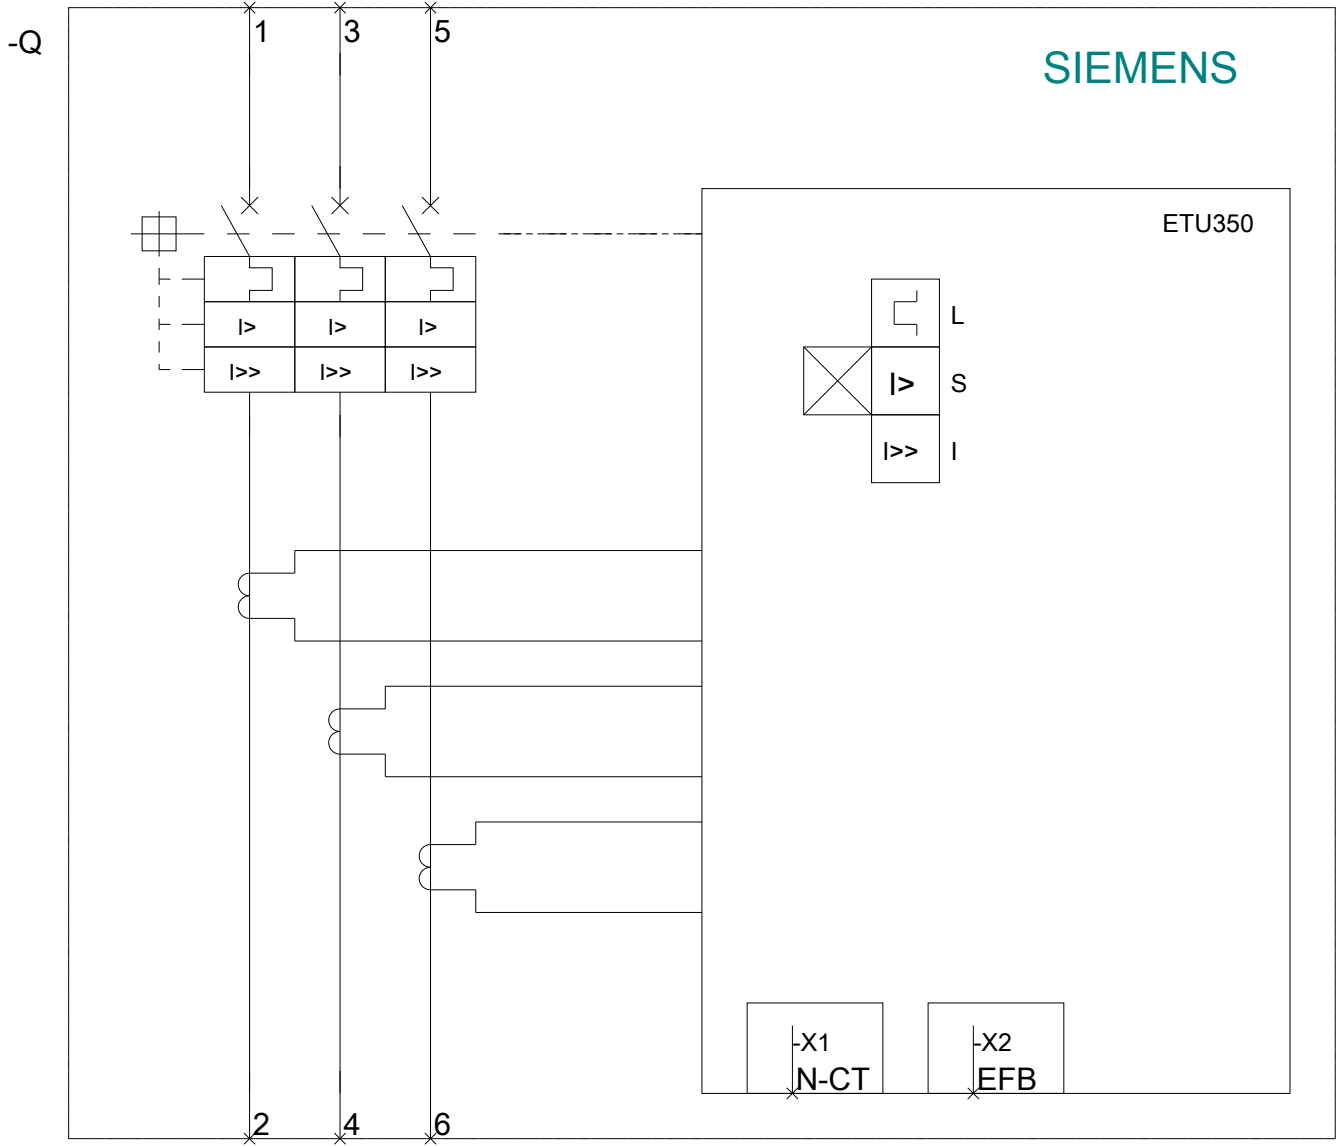 -Q
1 3 5
SIEMENS
ETU350
I> I> I>
I>> I>> I>>
L
I> S
I>> I
-X1 -X2
N-CT EFB
2 4 6